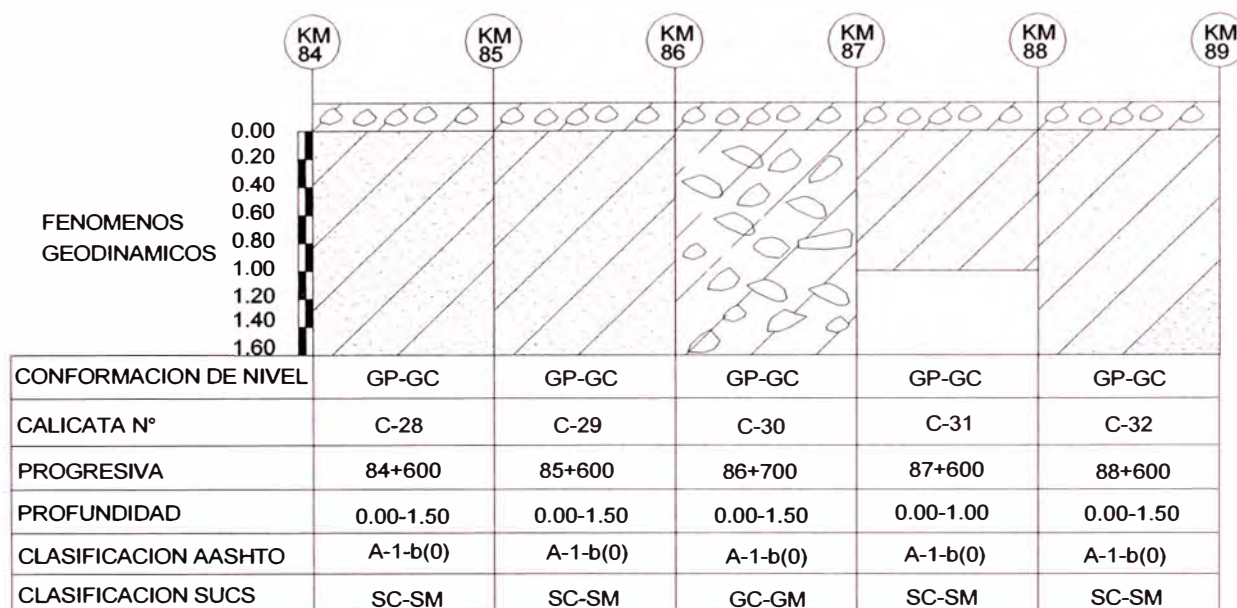 KM 84 KM 85 KM 86 KM 87 KM 88 KM 89
0.00
0.20
0.40
0.60
0.80
1.00
1.20
1.40
1.60
FENOMENOS
GEODINAMICOS
CONFORMACION DE NIVEL GP-GC GP-GC GP-GC GP-GC GP-GC
CALICATA N° C-28 C-29 C-30 C-31 C-32
PROGRESIVA 84+600 85+600 86+700 87+600 88+600
PROFUNDIDAD 0.00-1.50 0.00-1.50 0.00-1.50 0.00-1.00 0.00-1.50
CLASIFICACION AASHTO A-1-b(0) A-1-b(0) A-1-b(0) A-1-b(0) A-1-b(0)
CLASIFICACION SUCS SC-SM SC-SM GC-GM SC-SM SC-SM